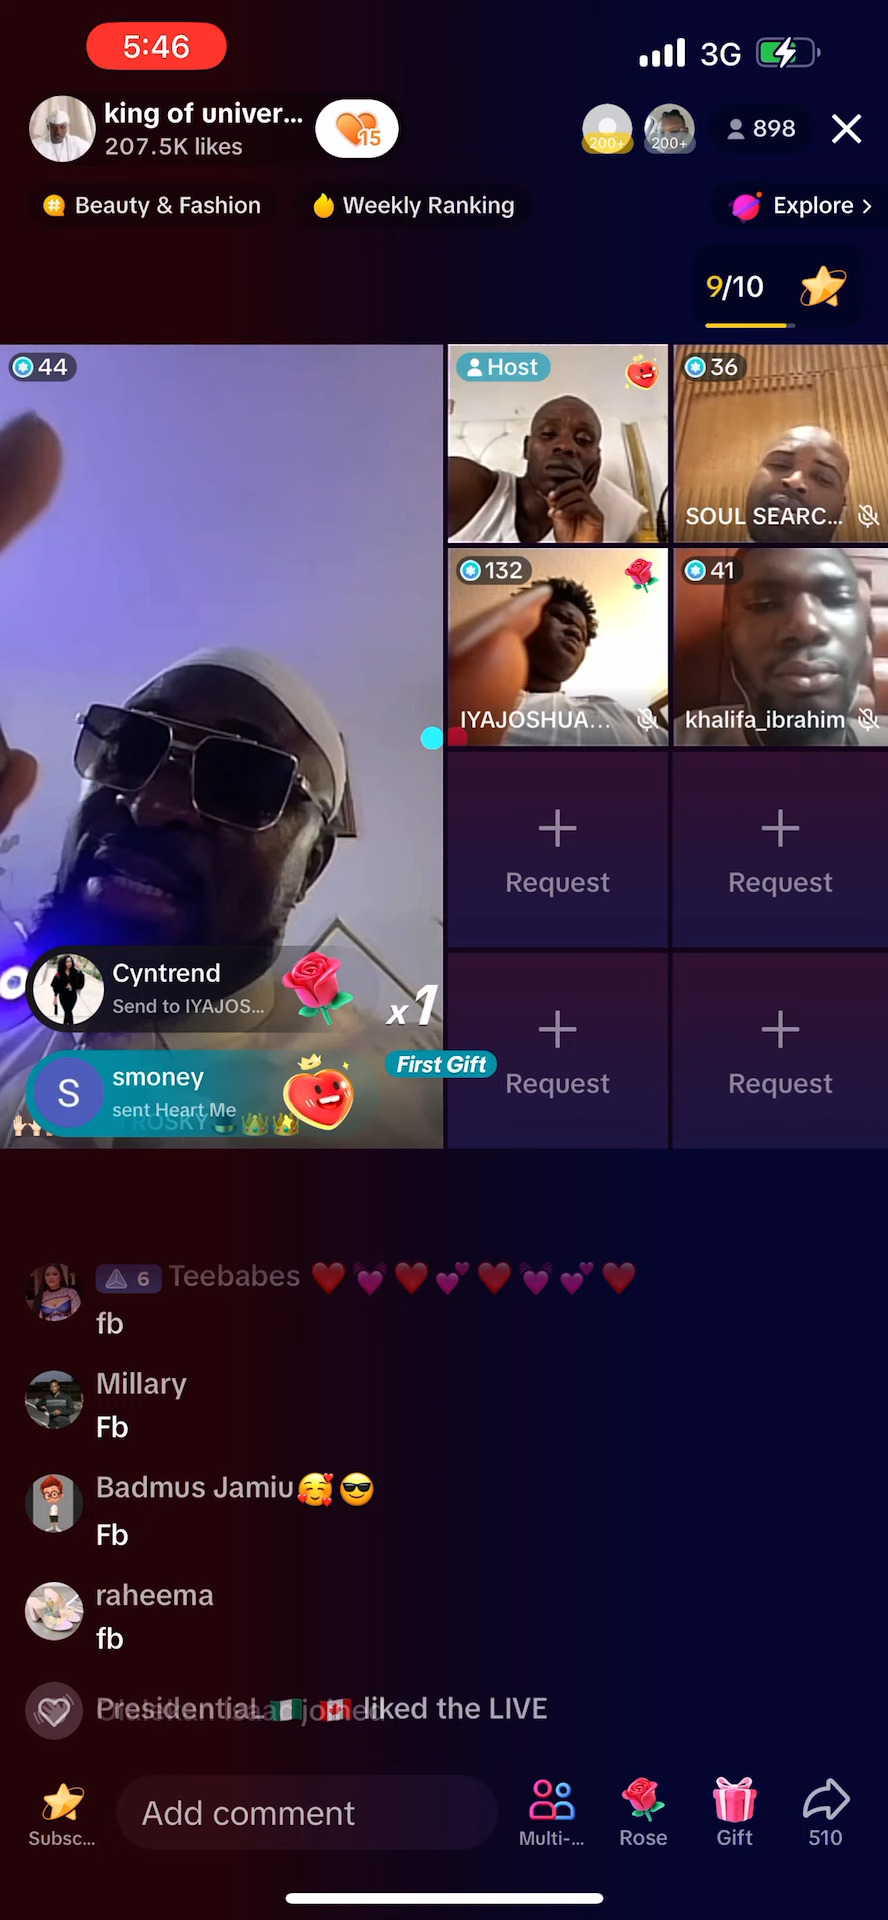 5:46
3G
king of univer...
207.5K likes
15
200+
200+
898
Beauty & Fashion
Weekly Ranking
Explore >
9/10
44
Host
36
SOUL SEARC...
132
IYAJOSHUA...
41
khalifa_ibrahim
Request
Request
Request
Request
Cyntrend
Send to IYAJOS...
x1
First Gift
S
smoney
sent Heart Me
ROSKY
6 Teebabes
fb
Millary
Fb
Badmus Jamiu
Fb
raheema
fb
Presidential liked the LIVE
Subsc...
Add comment
Multi-...
Rose
Gift
510